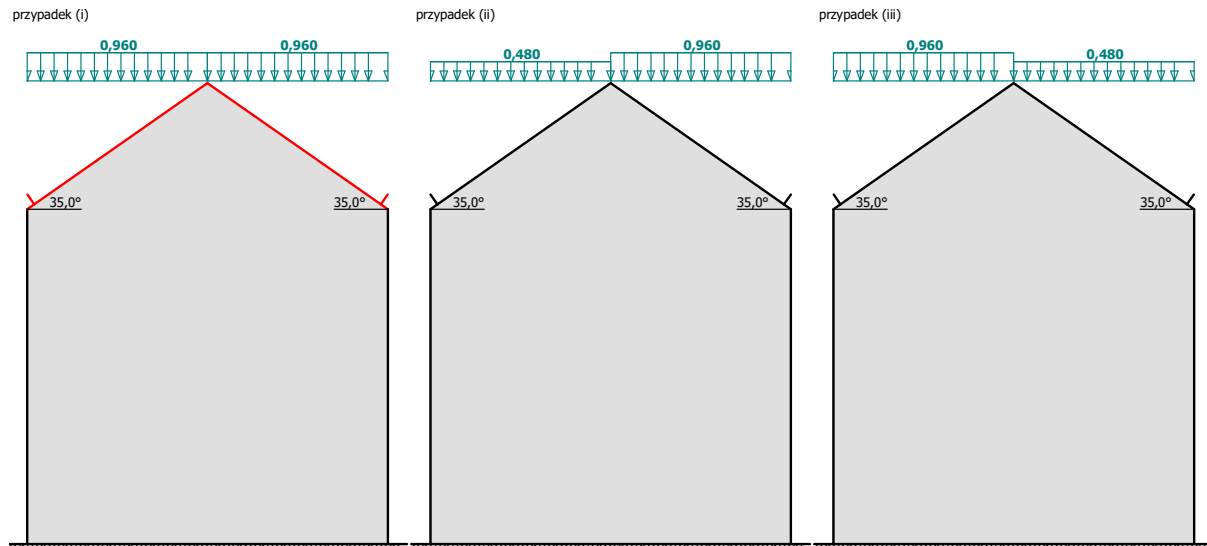 przypadek (i)
0,960 0,960
35,0° 35,0°
przypadek (ii)
0,480 0,960
35,0° 35,0°
przypadek (iii)
0,960 0,480
35,0° 35,0°